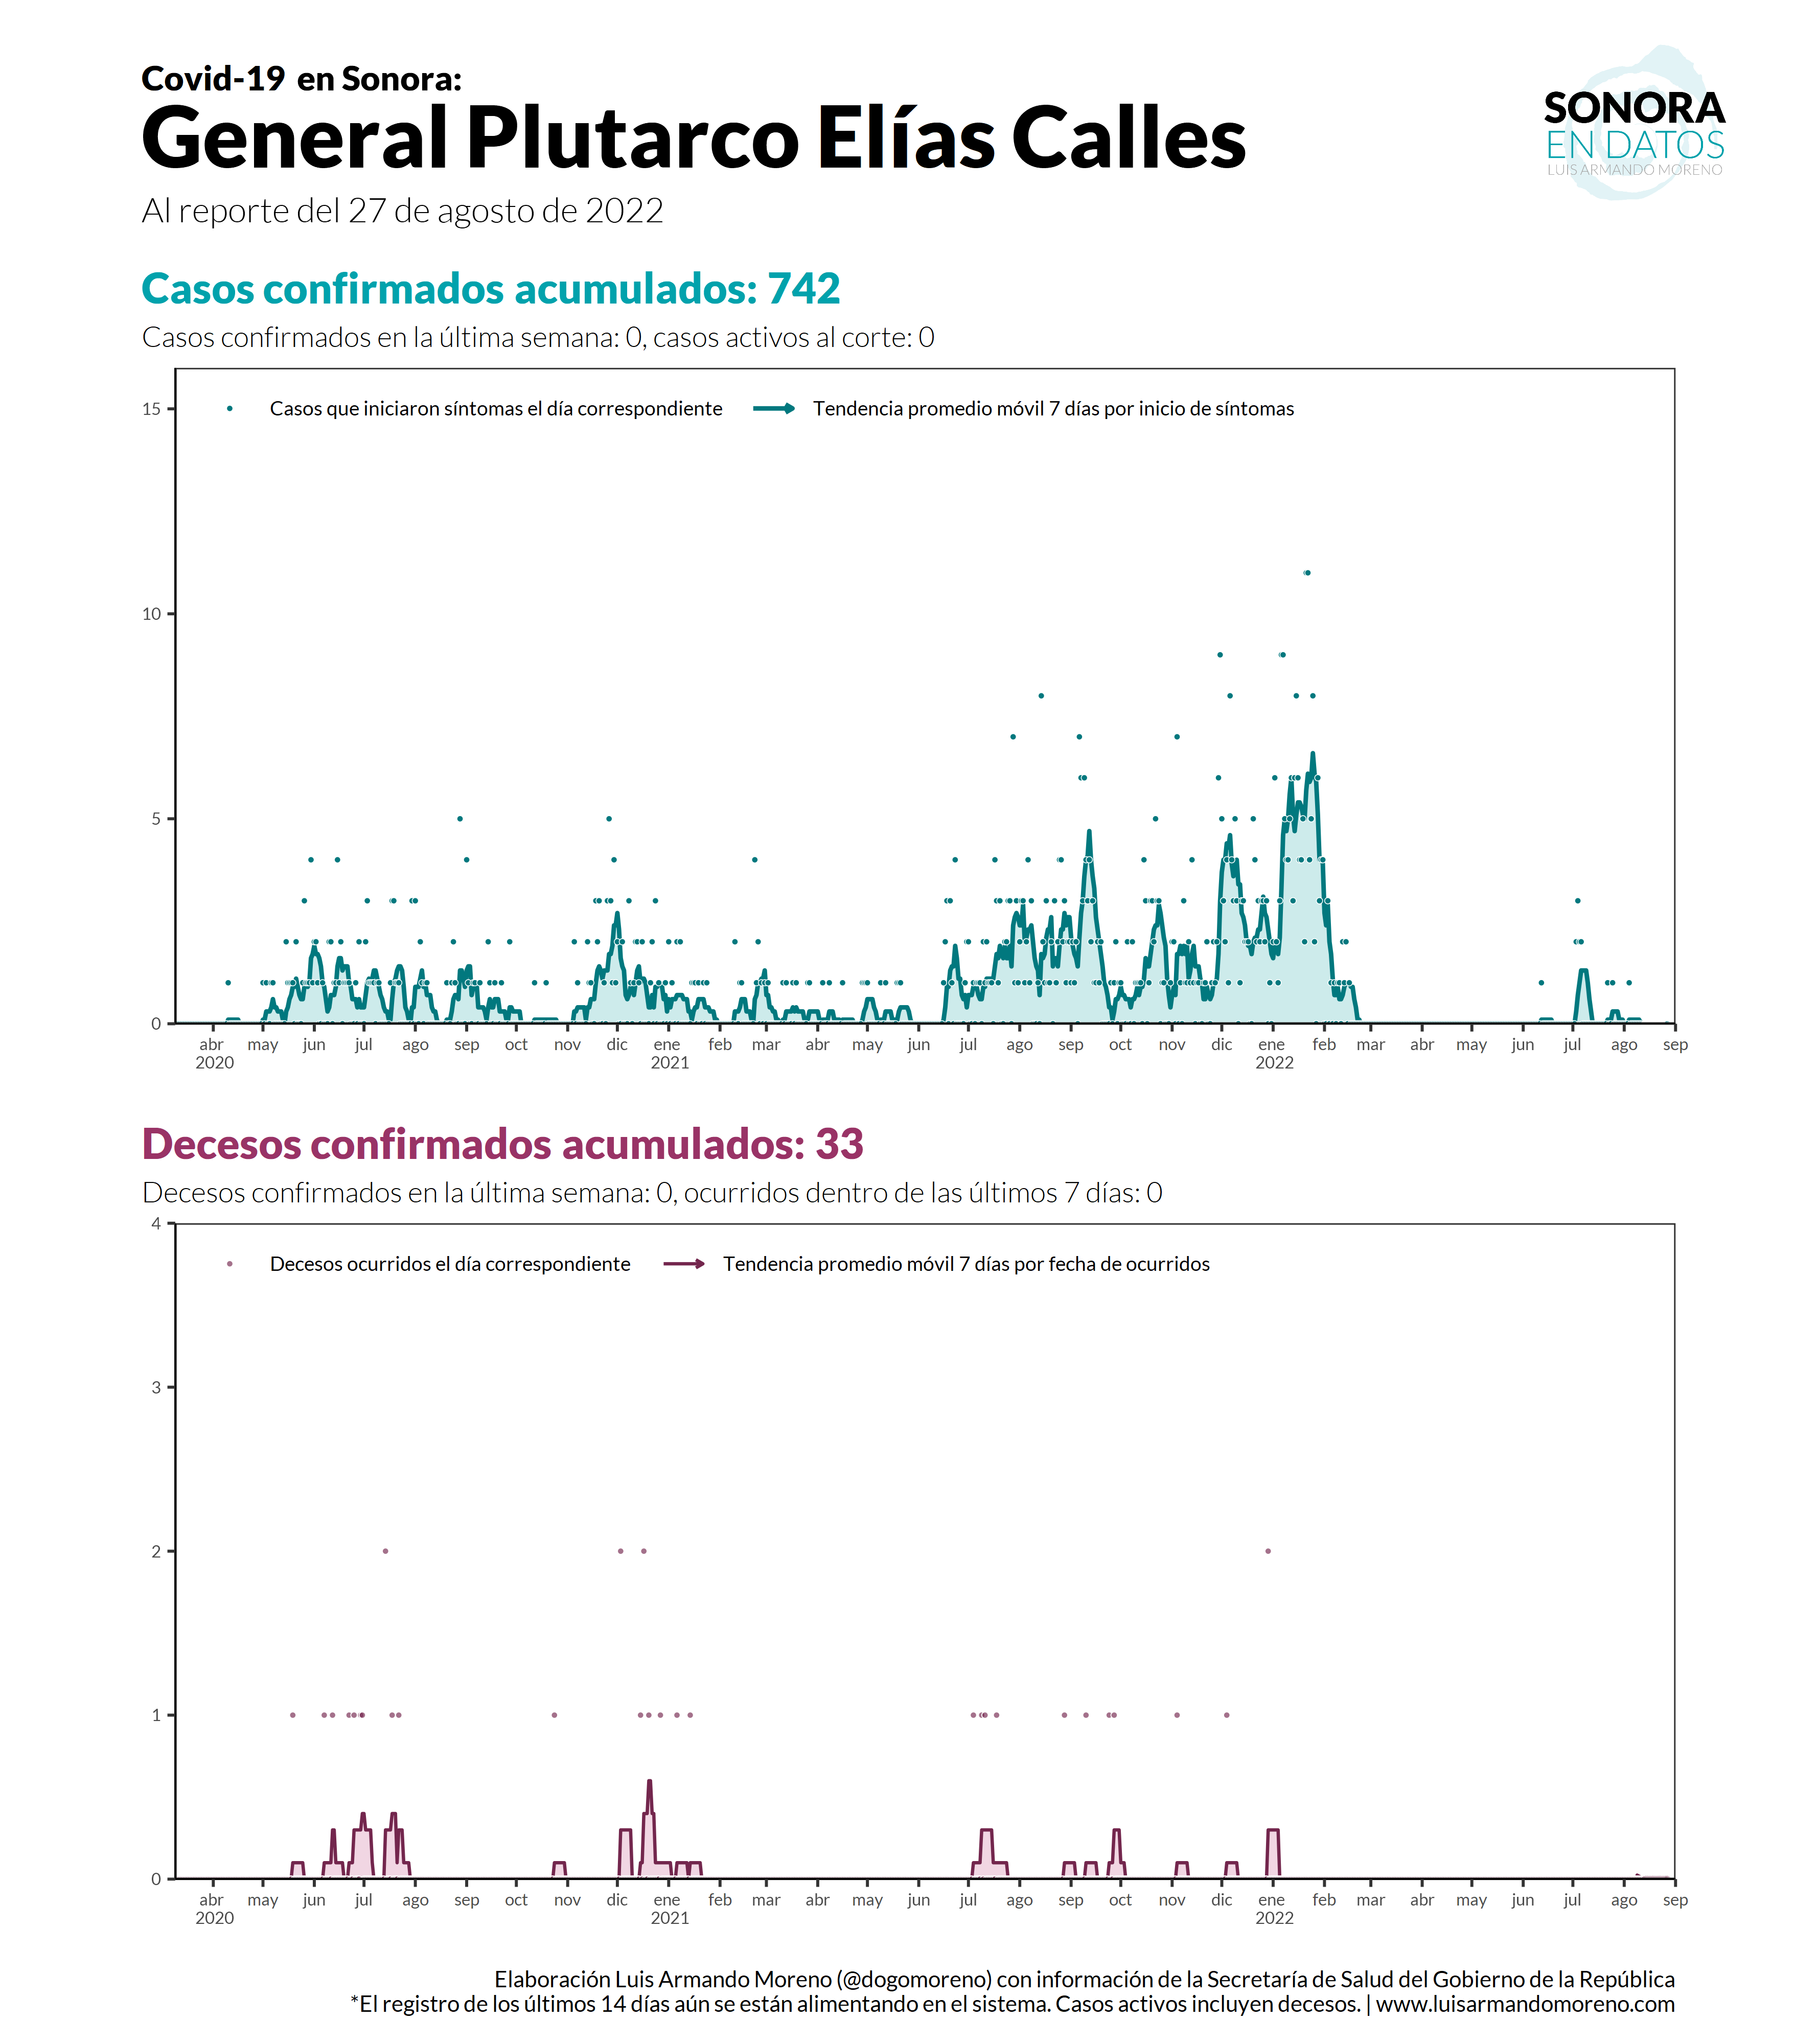 Covid-19 en Sonora:
General Plutarco Elías Calles
Al reporte del 27 de agosto de 2022
SONORA
EN DATOS
LUIS ARMANDO MORENO
Casos confirmados acumulados: 742
Casos confirmados en la última semana: 0, casos activos al corte: 0
Casos que iniciaron síntomas el día correspondiente Tendencia promedio móvil 7 días por inicio de síntomas
15
10
5
0
abr may jun jul ago sep oct nov dic ene feb mar abr may jun jul ago sep oct nov dic ene feb mar abr may jun jul ago sep
2020 2021 2022
Decesos confirmados acumulados: 33
Decesos confirmados en la última semana: 0, ocurridos dentro de las últimos 7 días: 0
4
Decesos ocurridos el día correspondiente Tendencia promedio móvil 7 días por fecha de ocurridos
3
2
1
0
abr may jun jul ago sep oct nov dic ene feb mar abr may jun jul ago sep oct nov dic ene feb mar abr may jun jul ago sep
2020 2021 2022
Elaboración Luis Armando Moreno (@dogomoreno) con información de la Secretaría de Salud del Gobierno de la República
*El registro de los últimos 14 días aún se están alimentando en el sistema. Casos activos incluyen decesos. | www.luisarmandomoreno.com